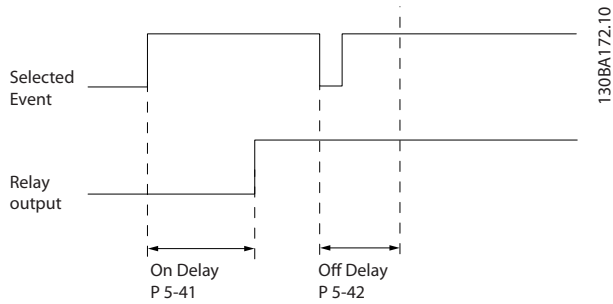 Selected
Event
Relay
output
On Delay
P 5-41
Off Delay
P 5-42
130BA172.10